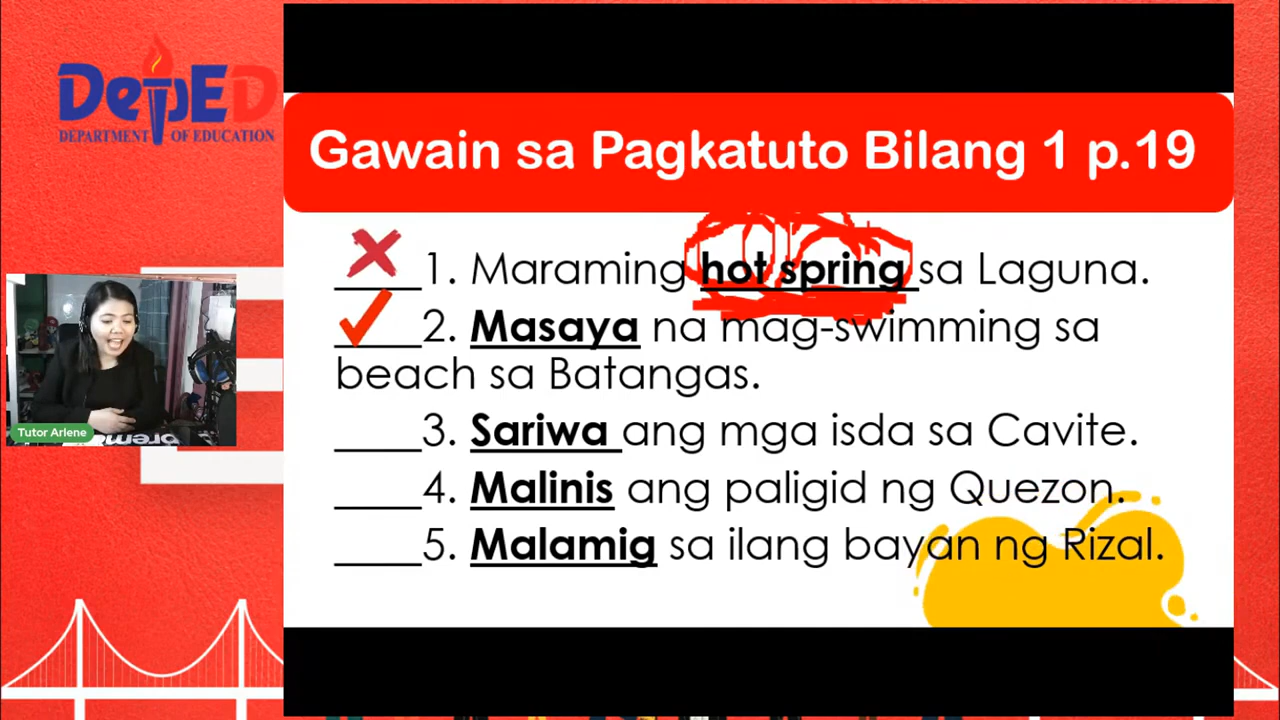 DepED
DEPARTMENT OF EDUCATION
Gawain sa Pagkatuto Bilang 1 p.19
____1. Maraming hot spring sa Laguna.
____2. Masaya na mag-swimming sa
beach sa Batangas.
____3. Sariwa ang mga isda sa Cavite.
____4. Malinis ang paligid ng Quezon.
____5. Malamig sa ilang bayan ng Rizal.
Tutor Arlene